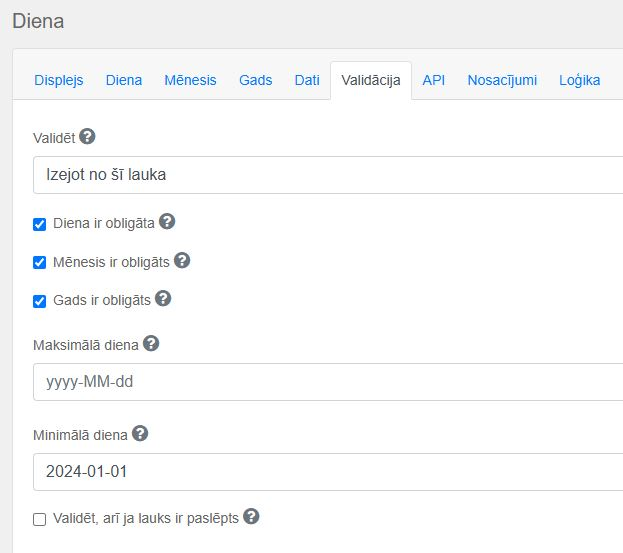 Diena
Displejs Diena Mēnesis Gads Dati Validācija API Nosacījumi Loģika
Validēt
Izejot no šī lauka
Diena ir obligāta
Mēnesis ir obligāts
Gads ir obligāts
Maksimālā diena
yyyy-MM-dd
Minimālā diena
2024-01-01
Validēt, arī ja lauks ir paslēpts